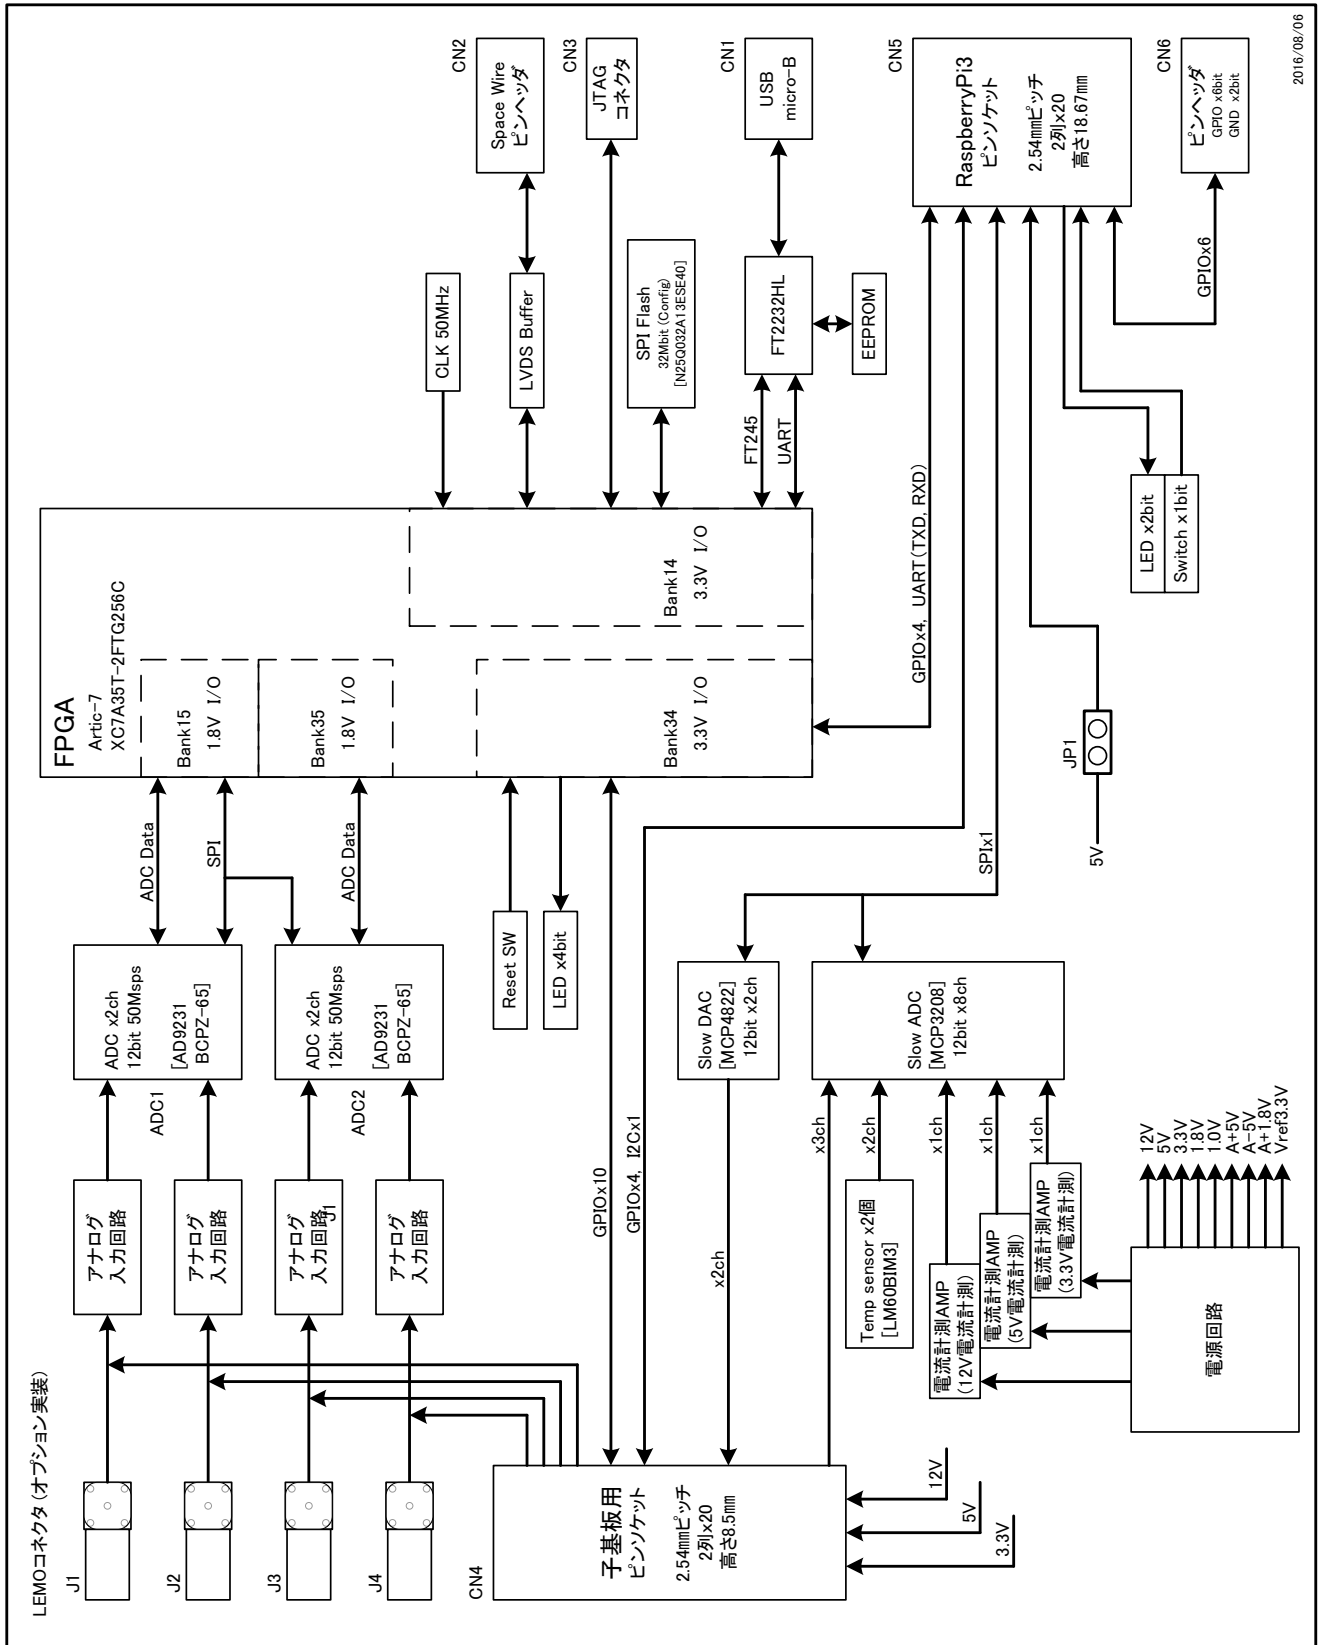 LEMOコネクタ(オプション実装)
J1
J2
J3
J4
CN4
子基板用
ピンソケット
2.54mmピッチ
2列x20
高さ8.5mm
12V
5V
3.3V
アナログ
入力回路
アナログ
入力回路
アナログ
入力回路
J1
アナログ
入力回路
ADC x2ch
12bit 50Msps
[AD9231
BCPZ-65]
ADC1
ADC x2ch
12bit 50Msps
[AD9231
BCPZ-65]
ADC2
ADC Data
SPI
ADC Data
FPGA
Artic-7
XC7A35T-2FTG256C
Bank15
1.8V I/O
Bank35
1.8V I/O
Bank34
3.3V I/O
Bank14
3.3V I/O
Reset SW
LED x4bit
GPIOx10
GPIOx4, I2Cx1
x2ch
Slow DAC
[MCP4822]
12bit x2ch
Slow ADC
[MCP3208]
12bit x8ch
x3ch
x2ch
x1ch
x1ch
x1ch
Temp sensor x2個
[LM60BIM3]
電流計測AMP
(12V電流計測)
電流計測AMP
(5V電流計測)
電流計測AMP
(3.3V電流計測)
電源回路
12V
5V
3.3V
1.8V
1.0V
A+5V
A-5V
A+1.8V
Vref3.3V
CLK 50MHz
LVDS Buffer
CN2
Space Wire
ピンヘッダ
CN3
JTAG
コネクタ
SPI Flash
32Mbit (Config)
[N25Q032A13ESE40]
CN1
USB
micro-B
FT2232HL
EEPROM
FT245
UART
GPIOx4, UART(TXD, RXD)
SPIx1
5V
JP1
LED x2bit
Switch x1bit
CN5
RaspberryPi3
ピンソケット
2.54mmピッチ
2列x20
高さ18.67mm
GPIOx6
CN6
ピンヘッダ
GPIO x6bit
GND x2bit
2016/08/06